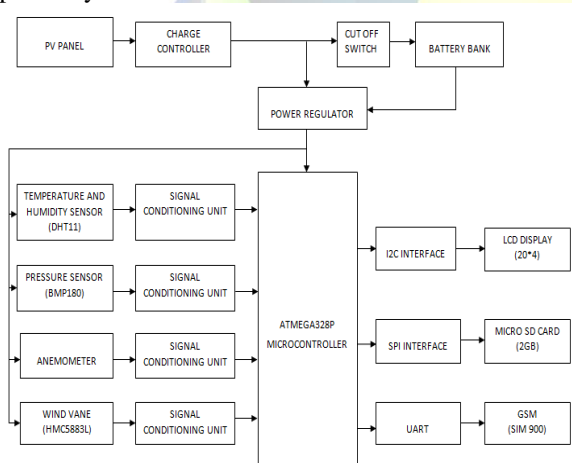 PV PANEL
CHARGE
CONTROLLER
CUT OFF
SWITCH
BATTERY BANK
POWER REGULATOR
TEMPERATURE AND
HUMIDITY SENSOR
(DHT11)
SIGNAL
CONDITIONING UNIT
PRESSURE SENSOR
(BMP180)
SIGNAL
CONDITIONING UNIT
ANEMOMETER
SIGNAL
CONDITIONING UNIT
WIND VANE
(HMC5883L)
SIGNAL
CONDITIONING UNIT
ATMEGA328P
MICROCONTROLLER
I2C INTERFACE
LCD DISPLAY
(20*4)
SPI INTERFACE
MICRO SD CARD
(2GB)
UART
GSM
(SIM 900)